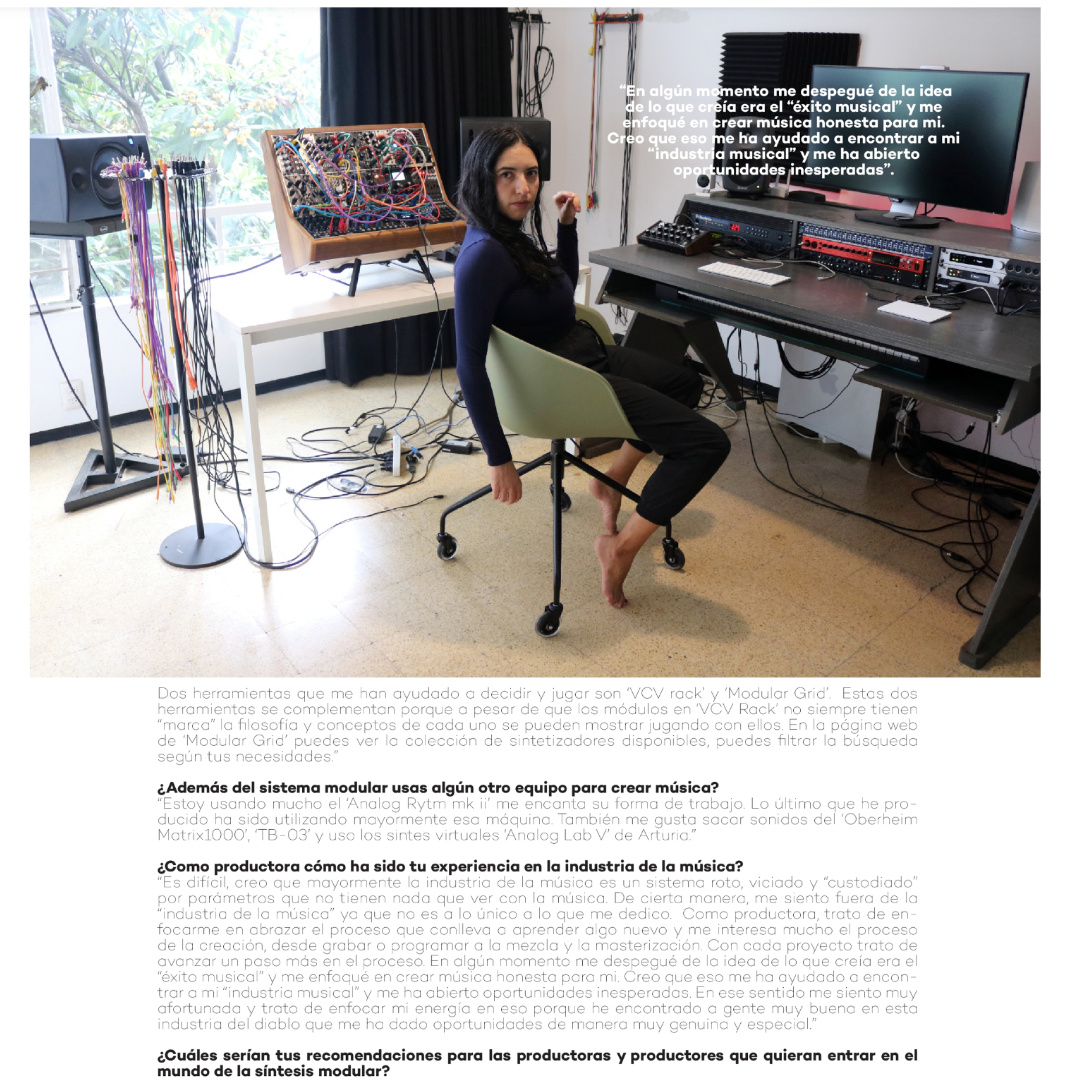 “En algún momento me despegué de la idea
de lo que creía era el “éxito musical” y me
enfoqué en crear música honesta para mi.
Creo que eso me ha ayudado a encontrar a mi
“industria musical” y me ha abierto
oportunidades inesperadas”.
Dos herramientas que me han ayudado a decidir y jugar son ‘VCV rack’ y ‘Modular Grid’. Estas dos
herramientas se complementan porque a pesar de que los módulos en ‘VCV Rack’ no siempre tienen
“marca” la filosofía y conceptos de cada uno se pueden mostrar jugando con ellos. En la página web
de ‘Modular Grid’ puedes ver la colección de sintetizadores disponibles, puedes filtrar la búsqueda
según tus necesidades.”
¿Además del sistema modular usas algún otro equipo para crear música?
“Estoy usando mucho el ‘Analog Rytm mk ii’ me encanta su forma de trabajo. Lo último que he pro-
ducido ha sido utilizando mayormente esa máquina. También me gusta sacar sonidos del ‘Oberheim
Matrix1000’, ‘TB-03’ y uso los sintes virtuales ‘Analog Lab V’ de Arturia.”
¿Como productora cómo ha sido tu experiencia en la industria de la música?
“Es difícil, creo que mayormente la industria de la música es un sistema roto, viciado y “custodiado”
por parámetros que no tienen nada que ver con la música. De cierta manera, me siento fuera de la
“industria de la música” ya que no es a lo único a lo que me dedico. Como productora, trato de en-
focarme en abrazar el proceso que conlleva a aprender algo nuevo y me interesa mucho el proceso
de la creación, desde grabar o programar a la mezcla y la masterización. Con cada proyecto trato de
avanzar un paso más en el proceso. En algún momento me despegué de la idea de lo que creía era el
“éxito musical” y me enfoqué en crear música honesta para mi. Creo que eso me ha ayudado a encon-
trar a mi “industria musical” y me ha abierto oportunidades inesperadas. En ese sentido me siento muy
afortunada y trato de enfocar mi energía en eso porque he encontrado a gente muy buena en esta
industria del diablo que me ha dado oportunidades de manera muy genuina y especial.”
¿Cuáles serían tus recomendaciones para las productoras y productores que quieran entrar en el
mundo de la síntesis modular?